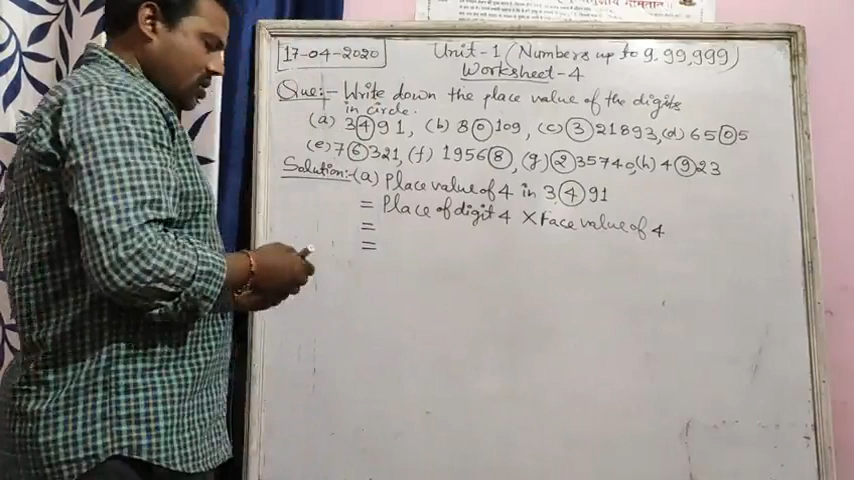 17-04-2020 Unit-1 (Numbers up to 9,99,999)
Worksheet-4
Que:- Write down the place value of the digits
in circle.
(a) 3491, (b) 80109, (c) 321893, (d) 6505
(e) 76321, (f) 19568, (g) 235740, (h) 4923
Solution:- (a) Place value of 4 in 3491
= Place of digit 4 × Face value of 4
=
=